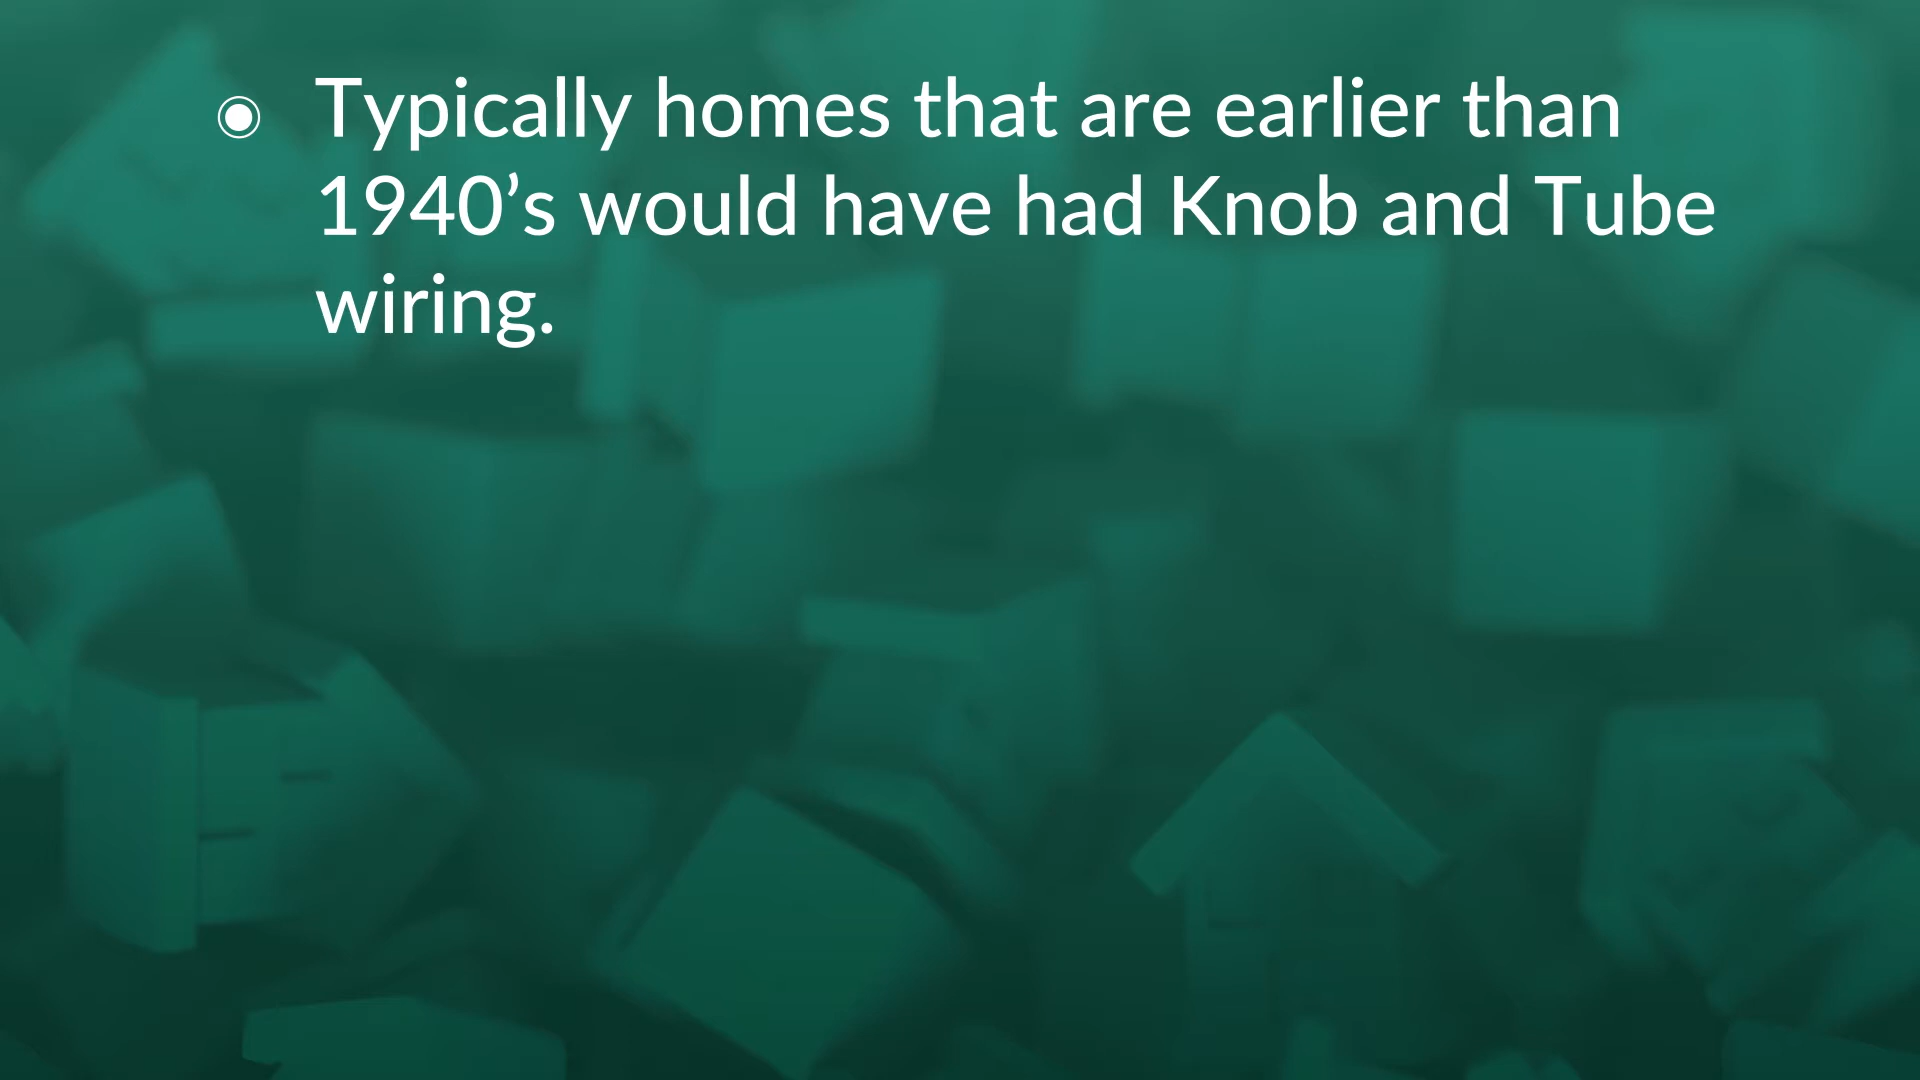 ◉ Typically homes that are earlier than
1940’s would have had Knob and Tube
wiring.